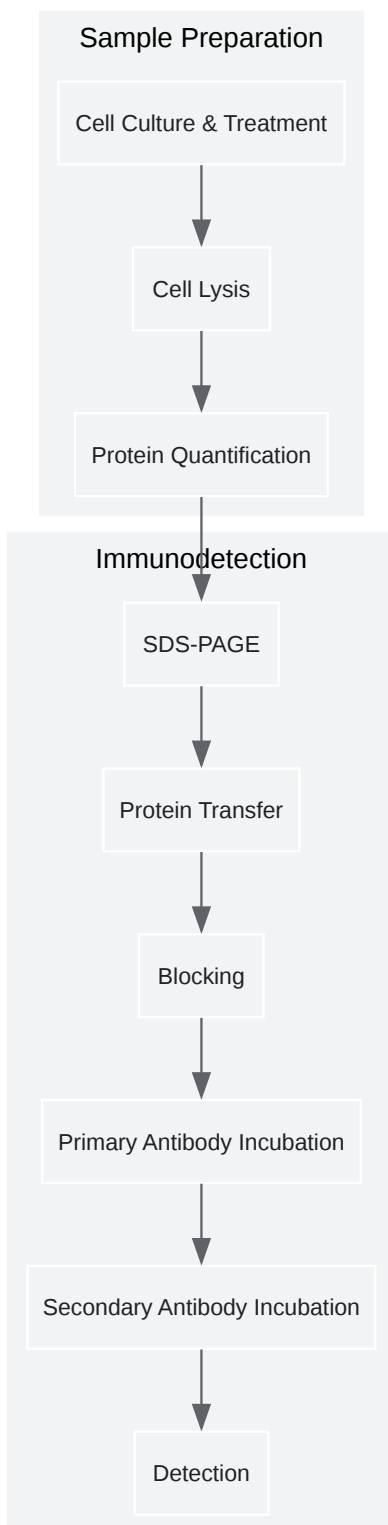 Sample Preparation
Cell Culture & Treatment
Cell Lysis
Protein Quantification
Immunodetection
SDS-PAGE
Protein Transfer
Blocking
Primary Antibody Incubation
Secondary Antibody Incubation
Detection